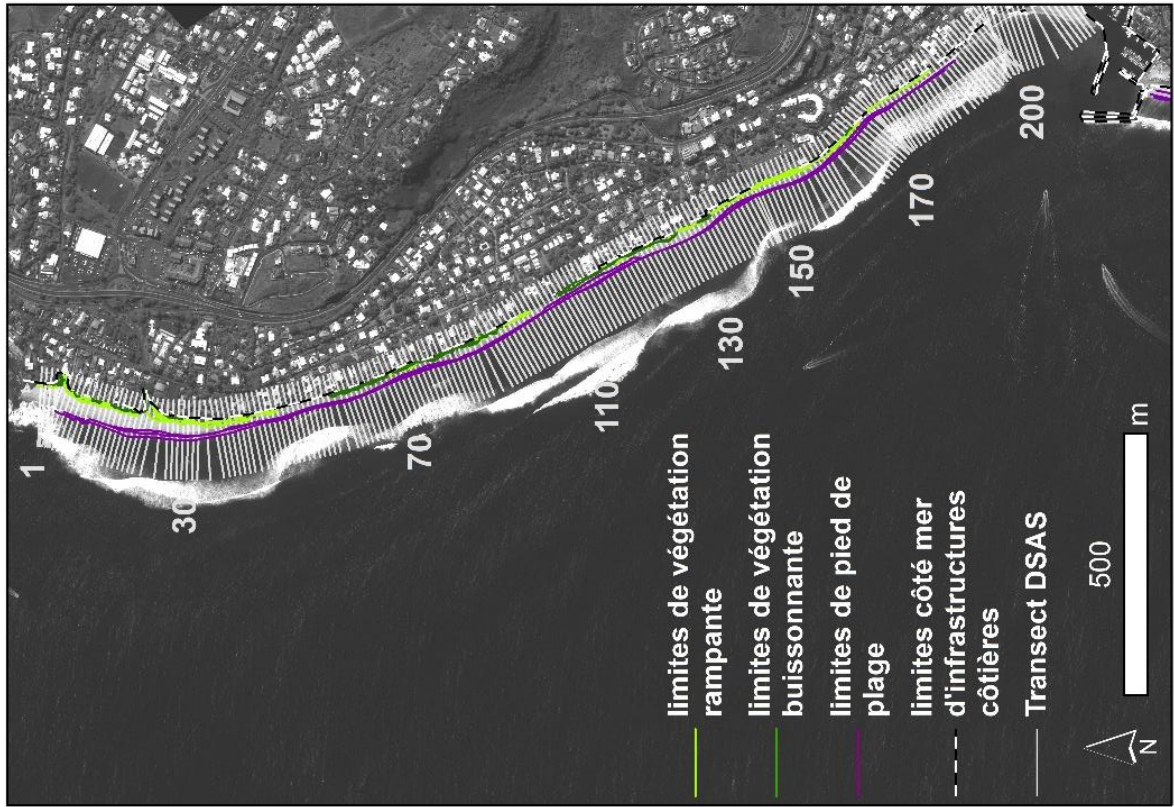 1
30
70
110
130
150
170
200
limites de végétation
rampante
limites de végétation
buissonnante
limites de pied de
plage
limites côté mer
d'infrastructures
côtières
Transect DSAS
N
500
m